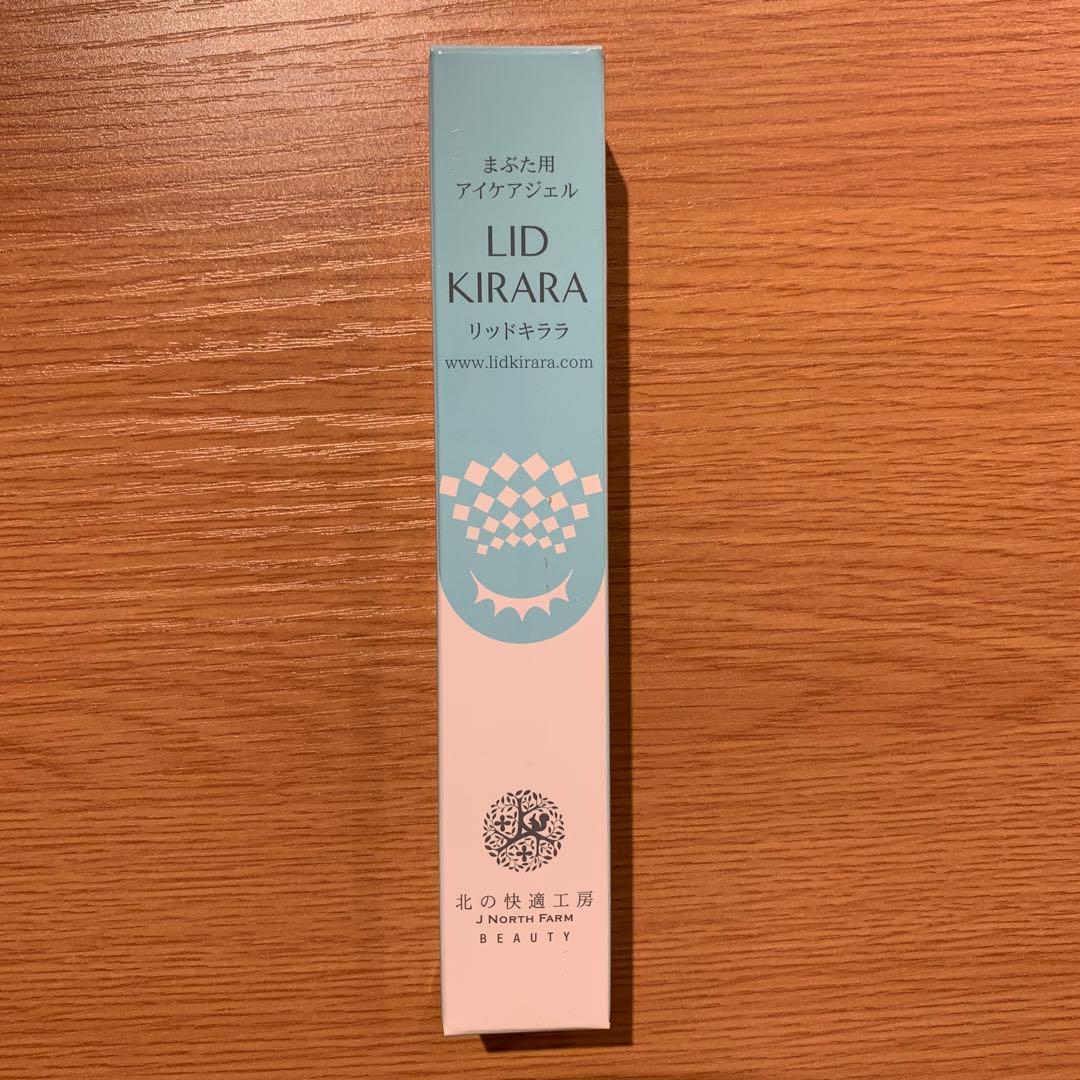 まぶた用
アイケアジェル
LID
KIRARA
リッドキララ
www.lidkirara.com
北の快適工房
J NORTH FARM
BEAUTY